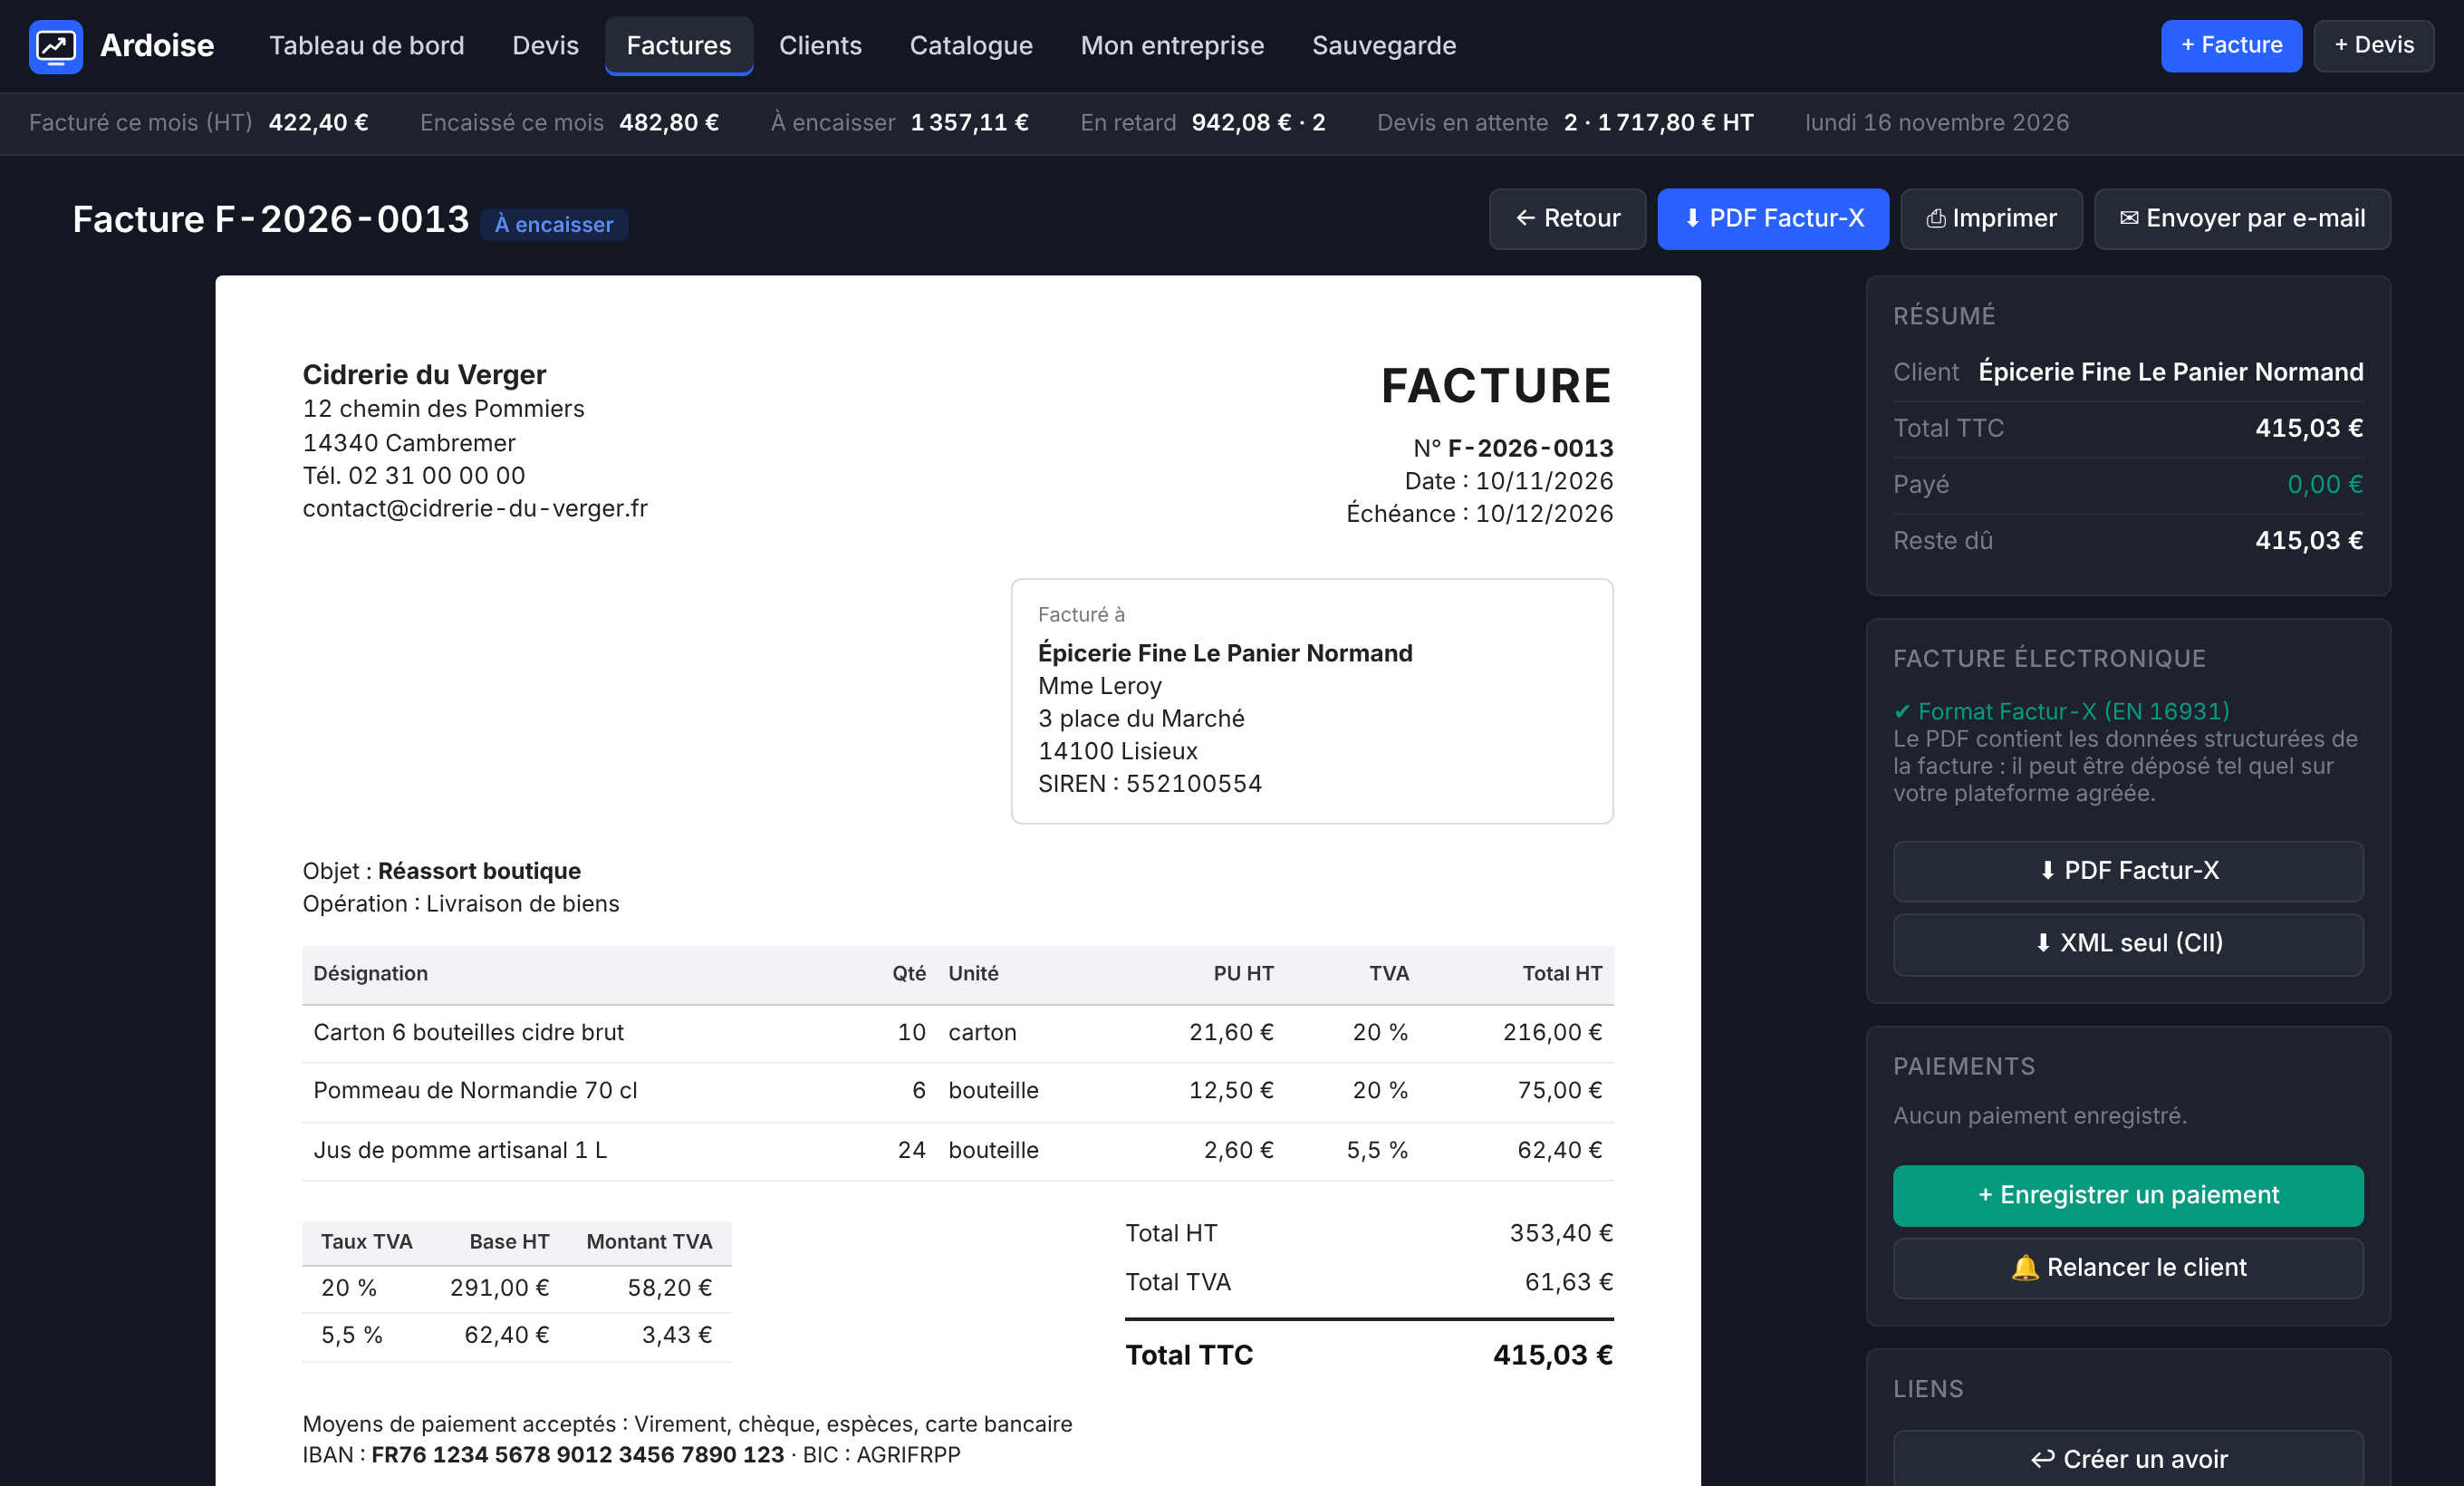 Ardoise
Tableau de bord
Devis
Factures
Clients
Catalogue
Mon entreprise
Sauvegarde
+ Facture
+ Devis
Facturé ce mois (HT) 422,40 €
Encaissé ce mois 482,80 €
À encaisser 1 357,11 €
En retard 942,08 € · 2
Devis en attente 2 · 1 717,80 € HT
lundi 16 novembre 2026
Facture F-2026-0013 À encaisser
← Retour
⬇ PDF Factur-X
⎙ Imprimer
✉ Envoyer par e-mail
Cidrerie du Verger
12 chemin des Pommiers
14340 Cambremer
Tél. 02 31 00 00 00
contact@cidrerie-du-verger.fr
FACTURE
N° F-2026-0013
Date : 10/11/2026
Échéance : 10/12/2026
Facturé à
Épicerie Fine Le Panier Normand
Mme Leroy
3 place du Marché
14100 Lisieux
SIREN : 552100554
Objet : Réassort boutique
Opération : Livraison de biens
Désignation Qté Unité PU HT TVA Total HT
Carton 6 bouteilles cidre brut 10 carton 21,60 € 20 % 216,00 €
Pommeau de Normandie 70 cl 6 bouteille 12,50 € 20 % 75,00 €
Jus de pomme artisanal 1 L 24 bouteille 2,60 € 5,5 % 62,40 €
Taux TVA Base HT Montant TVA
20 % 291,00 € 58,20 €
5,5 % 62,40 € 3,43 €
Total HT 353,40 €
Total TVA 61,63 €
Total TTC 415,03 €
Moyens de paiement acceptés : Virement, chèque, espèces, carte bancaire
IBAN : FR76 1234 5678 9012 3456 7890 123 · BIC : AGRIFRPP
RÉSUMÉ
Client Épicerie Fine Le Panier Normand
Total TTC 415,03 €
Payé 0,00 €
Reste dû 415,03 €
FACTURE ÉLECTRONIQUE
✔ Format Factur-X (EN 16931)
Le PDF contient les données structurées de
la facture : il peut être déposé tel quel sur
votre plateforme agréée.
⬇ PDF Factur-X
⬇ XML seul (CII)
PAIEMENTS
Aucun paiement enregistré.
+ Enregistrer un paiement
🔔 Relancer le client
LIENS
↩ Créer un avoir